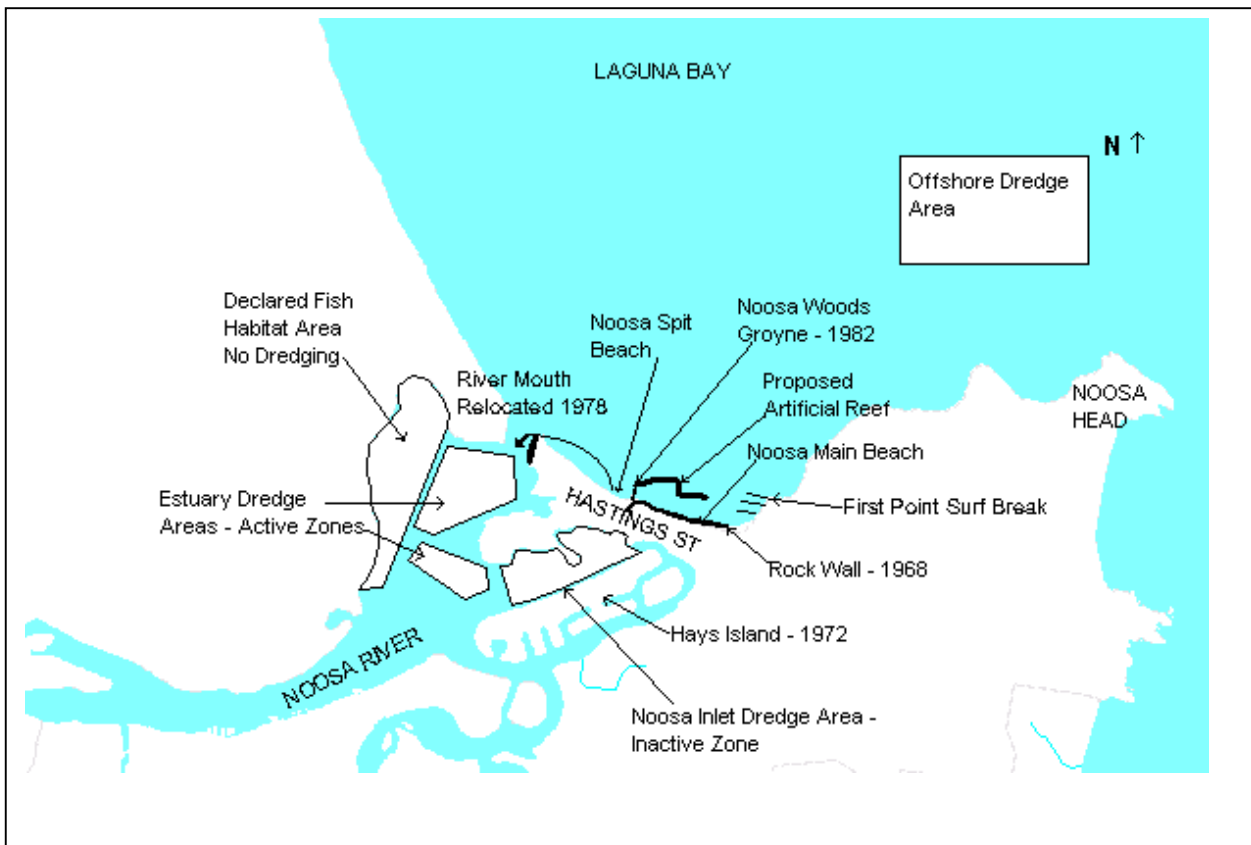 LAGUNA BAY
N
Offshore Dredge
Area
Declared Fish
Habitat Area
No Dredging
Noosa Spit
Beach
Noosa Woods
Groyne - 1982
River Mouth
Relocated 1978
Proposed
Artificial Reef
NOOSA
HEAD
Noosa Main Beach
Estuary Dredge
Areas - Active Zones
HASTINGS ST
First Point Surf Break
Rock Wall - 1968
Hays Island - 1972
NOOSA RIVER
Noosa Inlet Dredge Area -
Inactive Zone